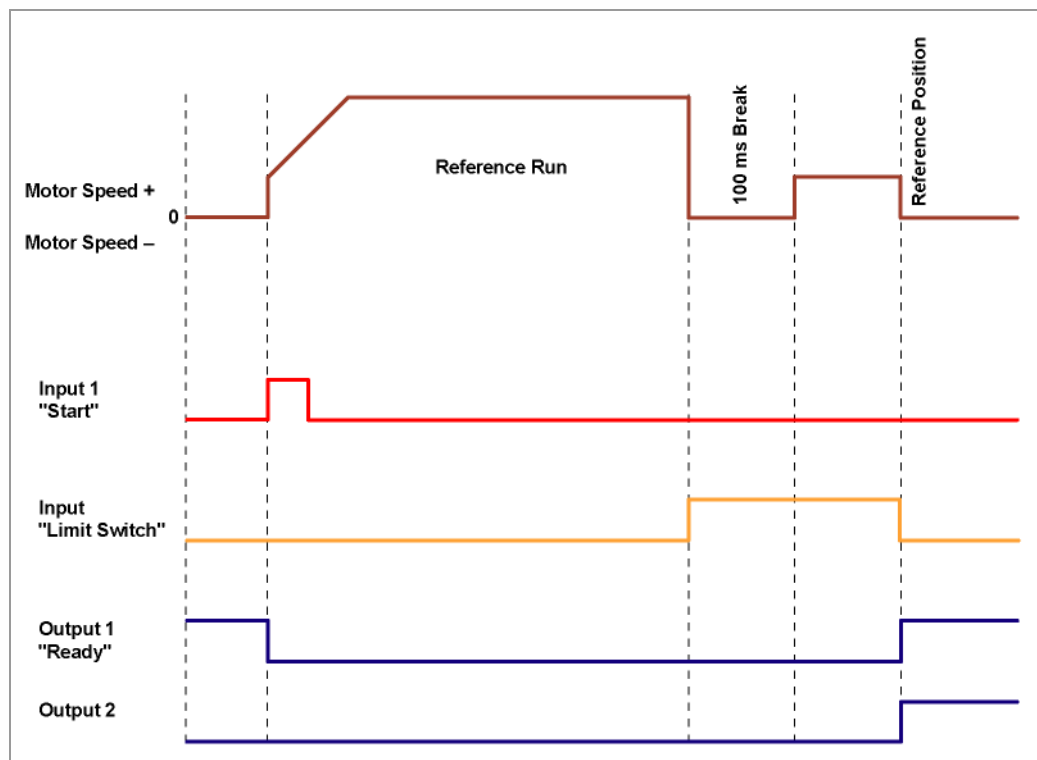 100 ms Break
Reference Position
Reference Run
Motor Speed +
0
Motor Speed –
Input 1
"Start"
Input
"Limit Switch"
Output 1
"Ready"
Output 2